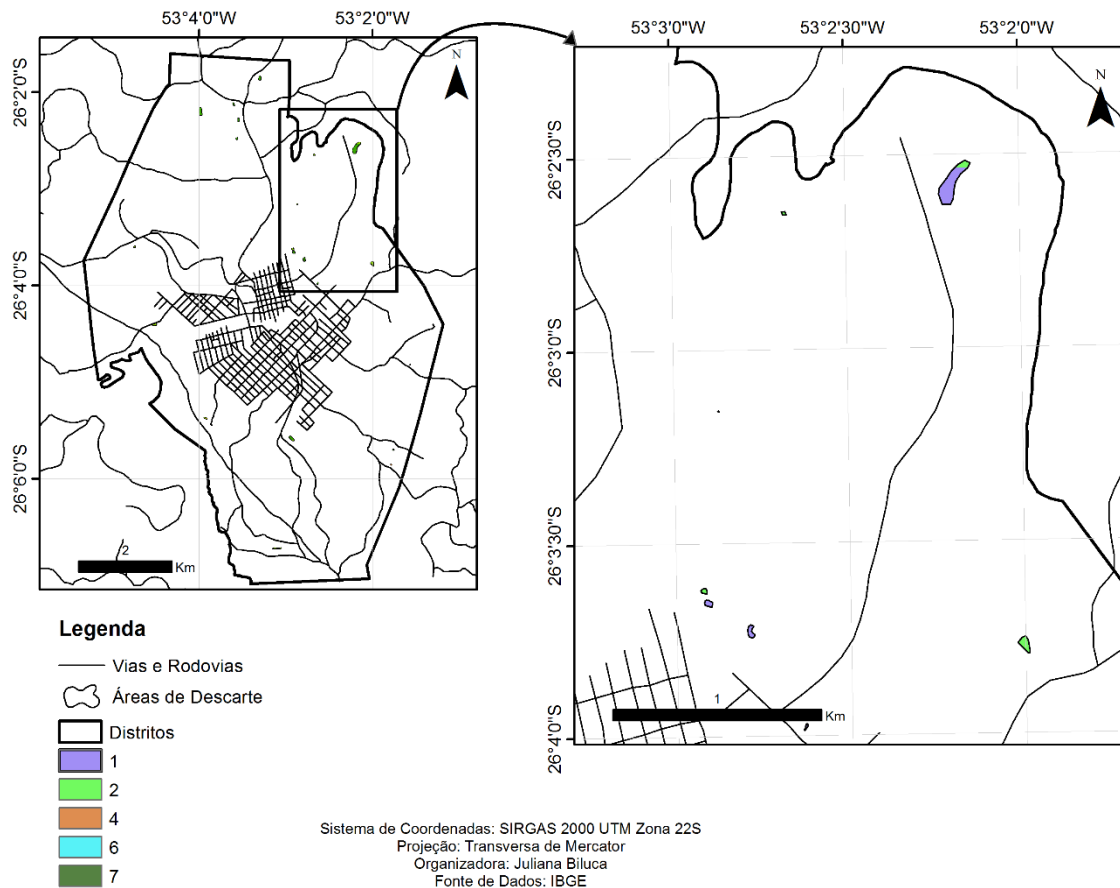 53°4'0"W
53°2'0"W
26°2'0"S
26°4'0"S
26°6'0"S
N
2
Km
53°3'0"W
53°2'30"W
53°2'0"W
26°2'30"S
26°3'0"S
26°3'30"S
26°4'0"S
N
1
Km
Legenda
Vias e Rodovias
Áreas de Descarte
Distritos
1
2
4
6
7
Sistema de Coordenadas: SIRGAS 2000 UTM Zona 22S
Projeção: Transversa de Mercator
Organizadora: Juliana Biluca
Fonte de Dados: IBGE